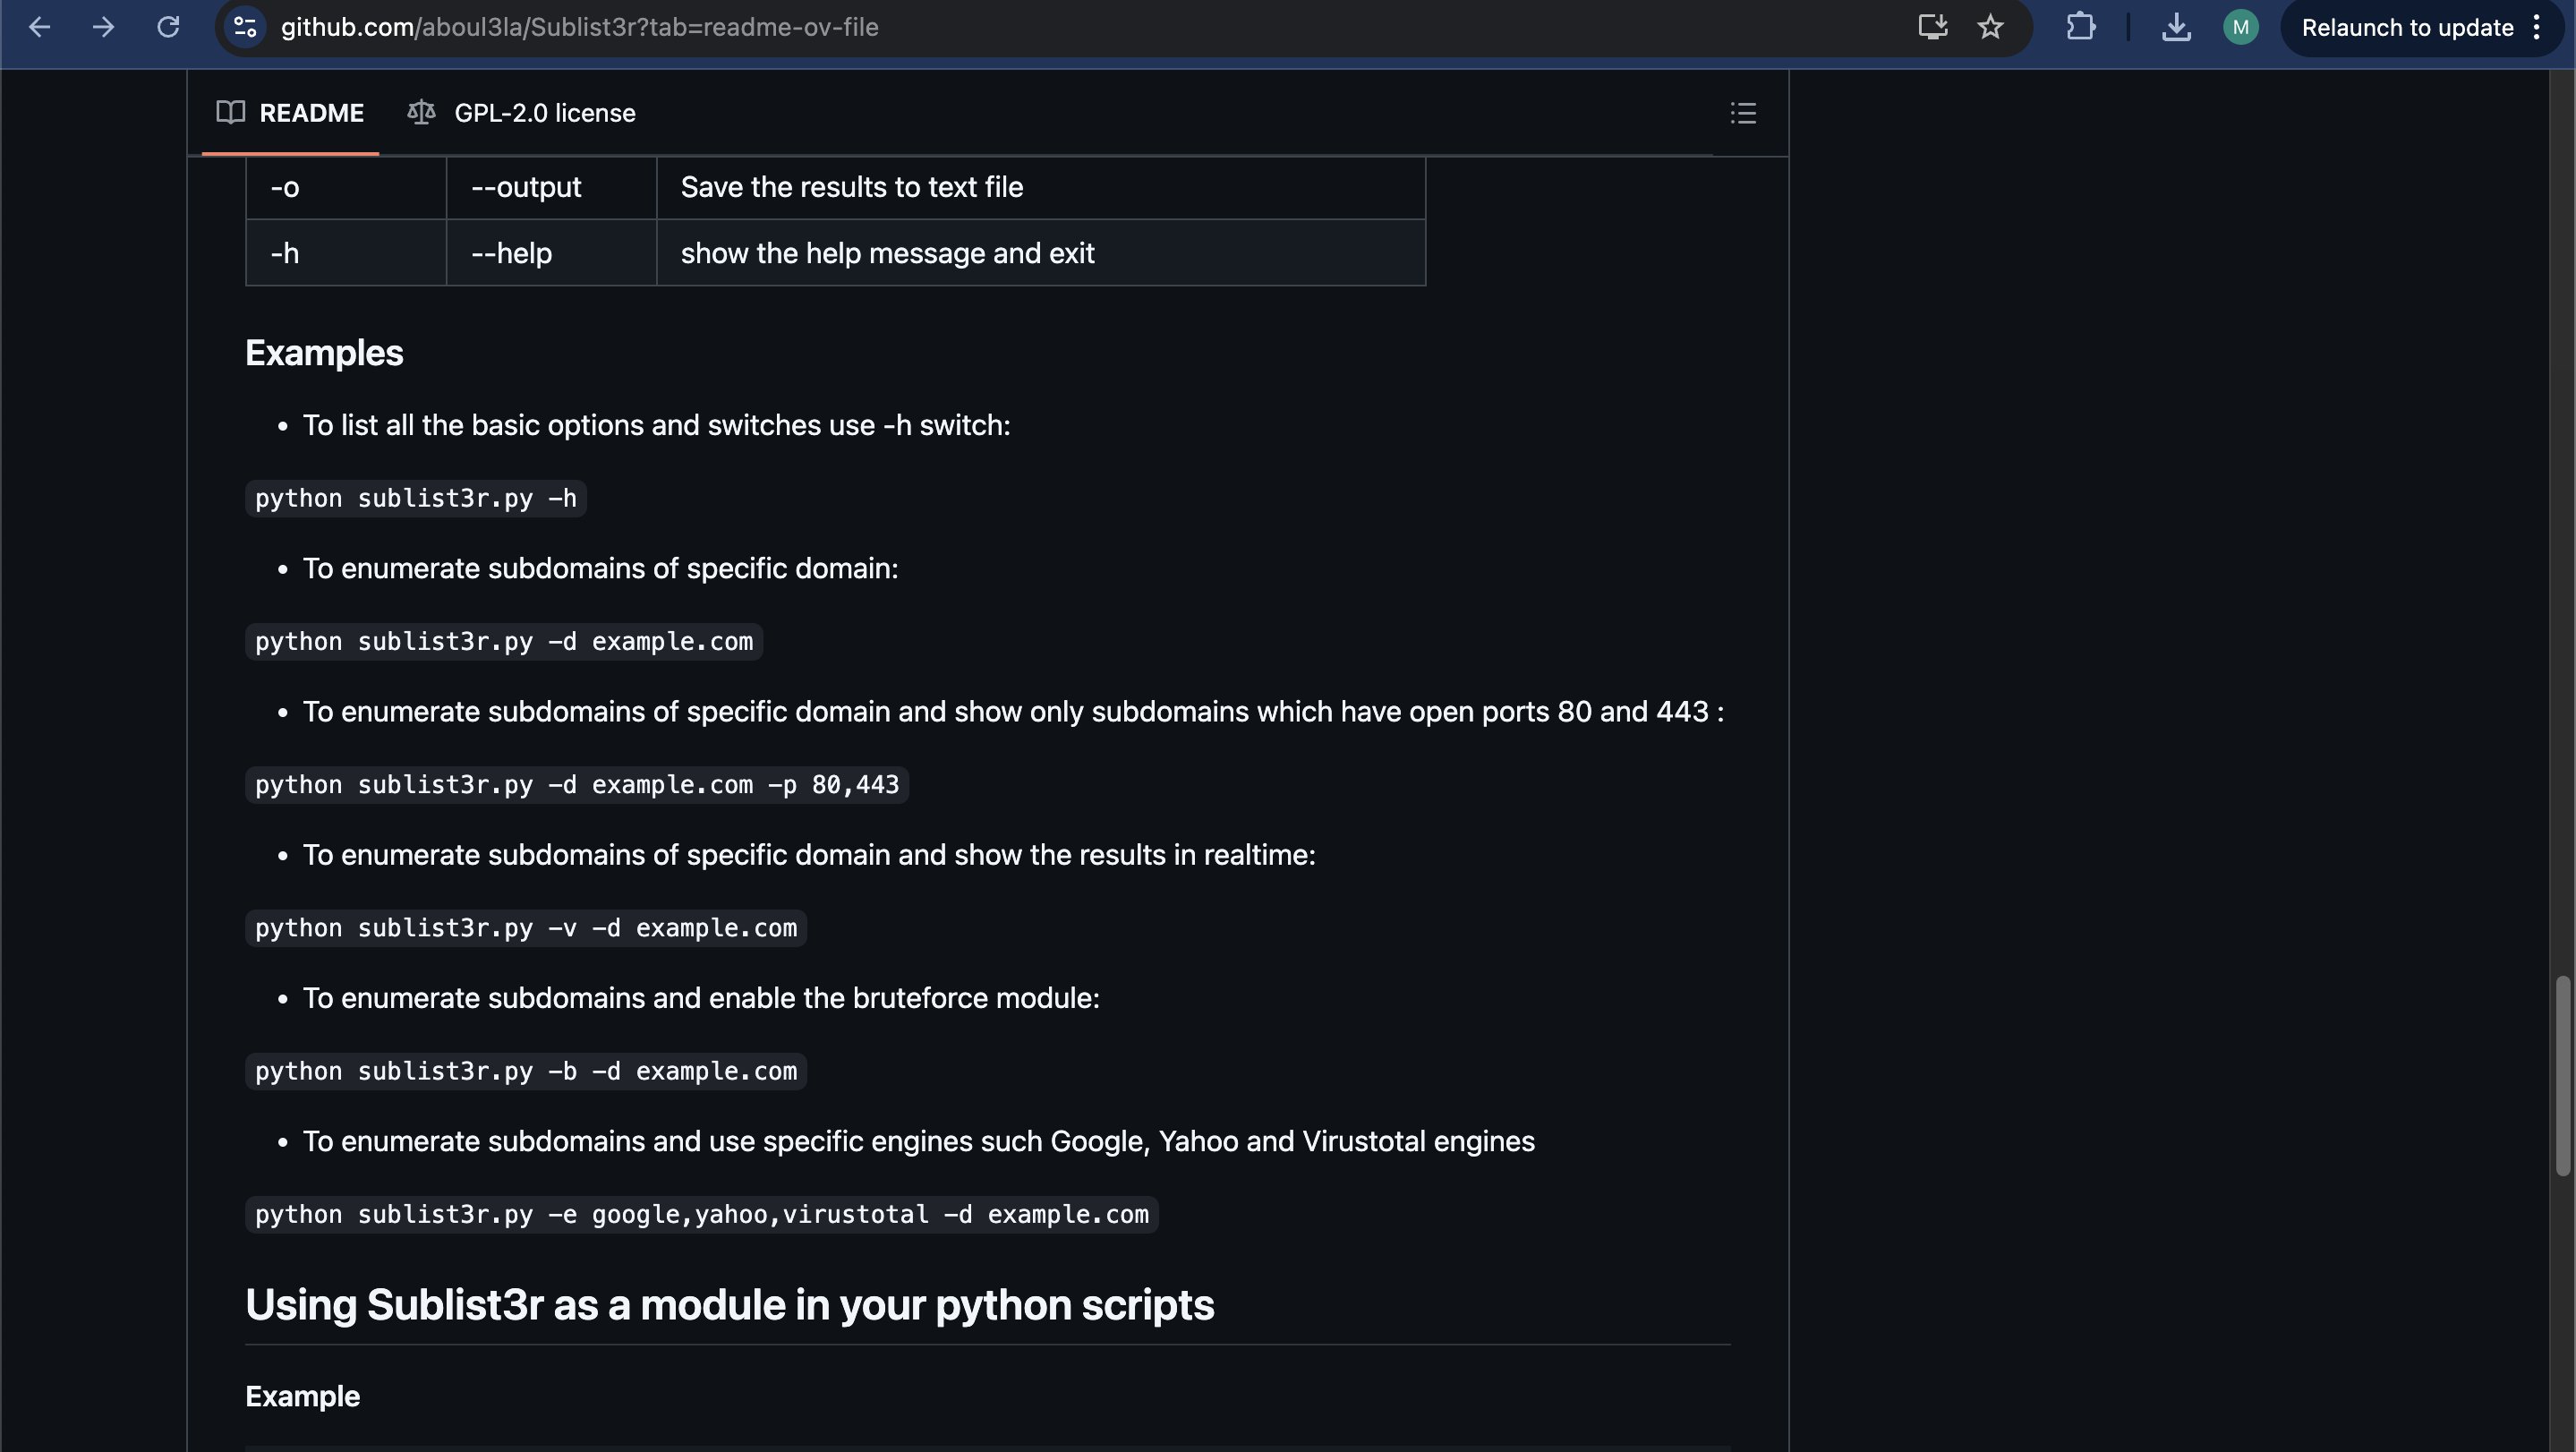 github.com/aboul3la/Sublist3r?tab=readme-ov-file
M
Relaunch to update
README
GPL-2.0 license
-o --output Save the results to text file
-h --help show the help message and exit
Examples
• To list all the basic options and switches use -h switch:
python sublist3r.py -h
• To enumerate subdomains of specific domain:
python sublist3r.py -d example.com
• To enumerate subdomains of specific domain and show only subdomains which have open ports 80 and 443 :
python sublist3r.py -d example.com -p 80,443
• To enumerate subdomains of specific domain and show the results in realtime:
python sublist3r.py -v -d example.com
• To enumerate subdomains and enable the bruteforce module:
python sublist3r.py -b -d example.com
• To enumerate subdomains and use specific engines such Google, Yahoo and Virustotal engines
python sublist3r.py -e google,yahoo,virustotal -d example.com
Using Sublist3r as a module in your python scripts
Example